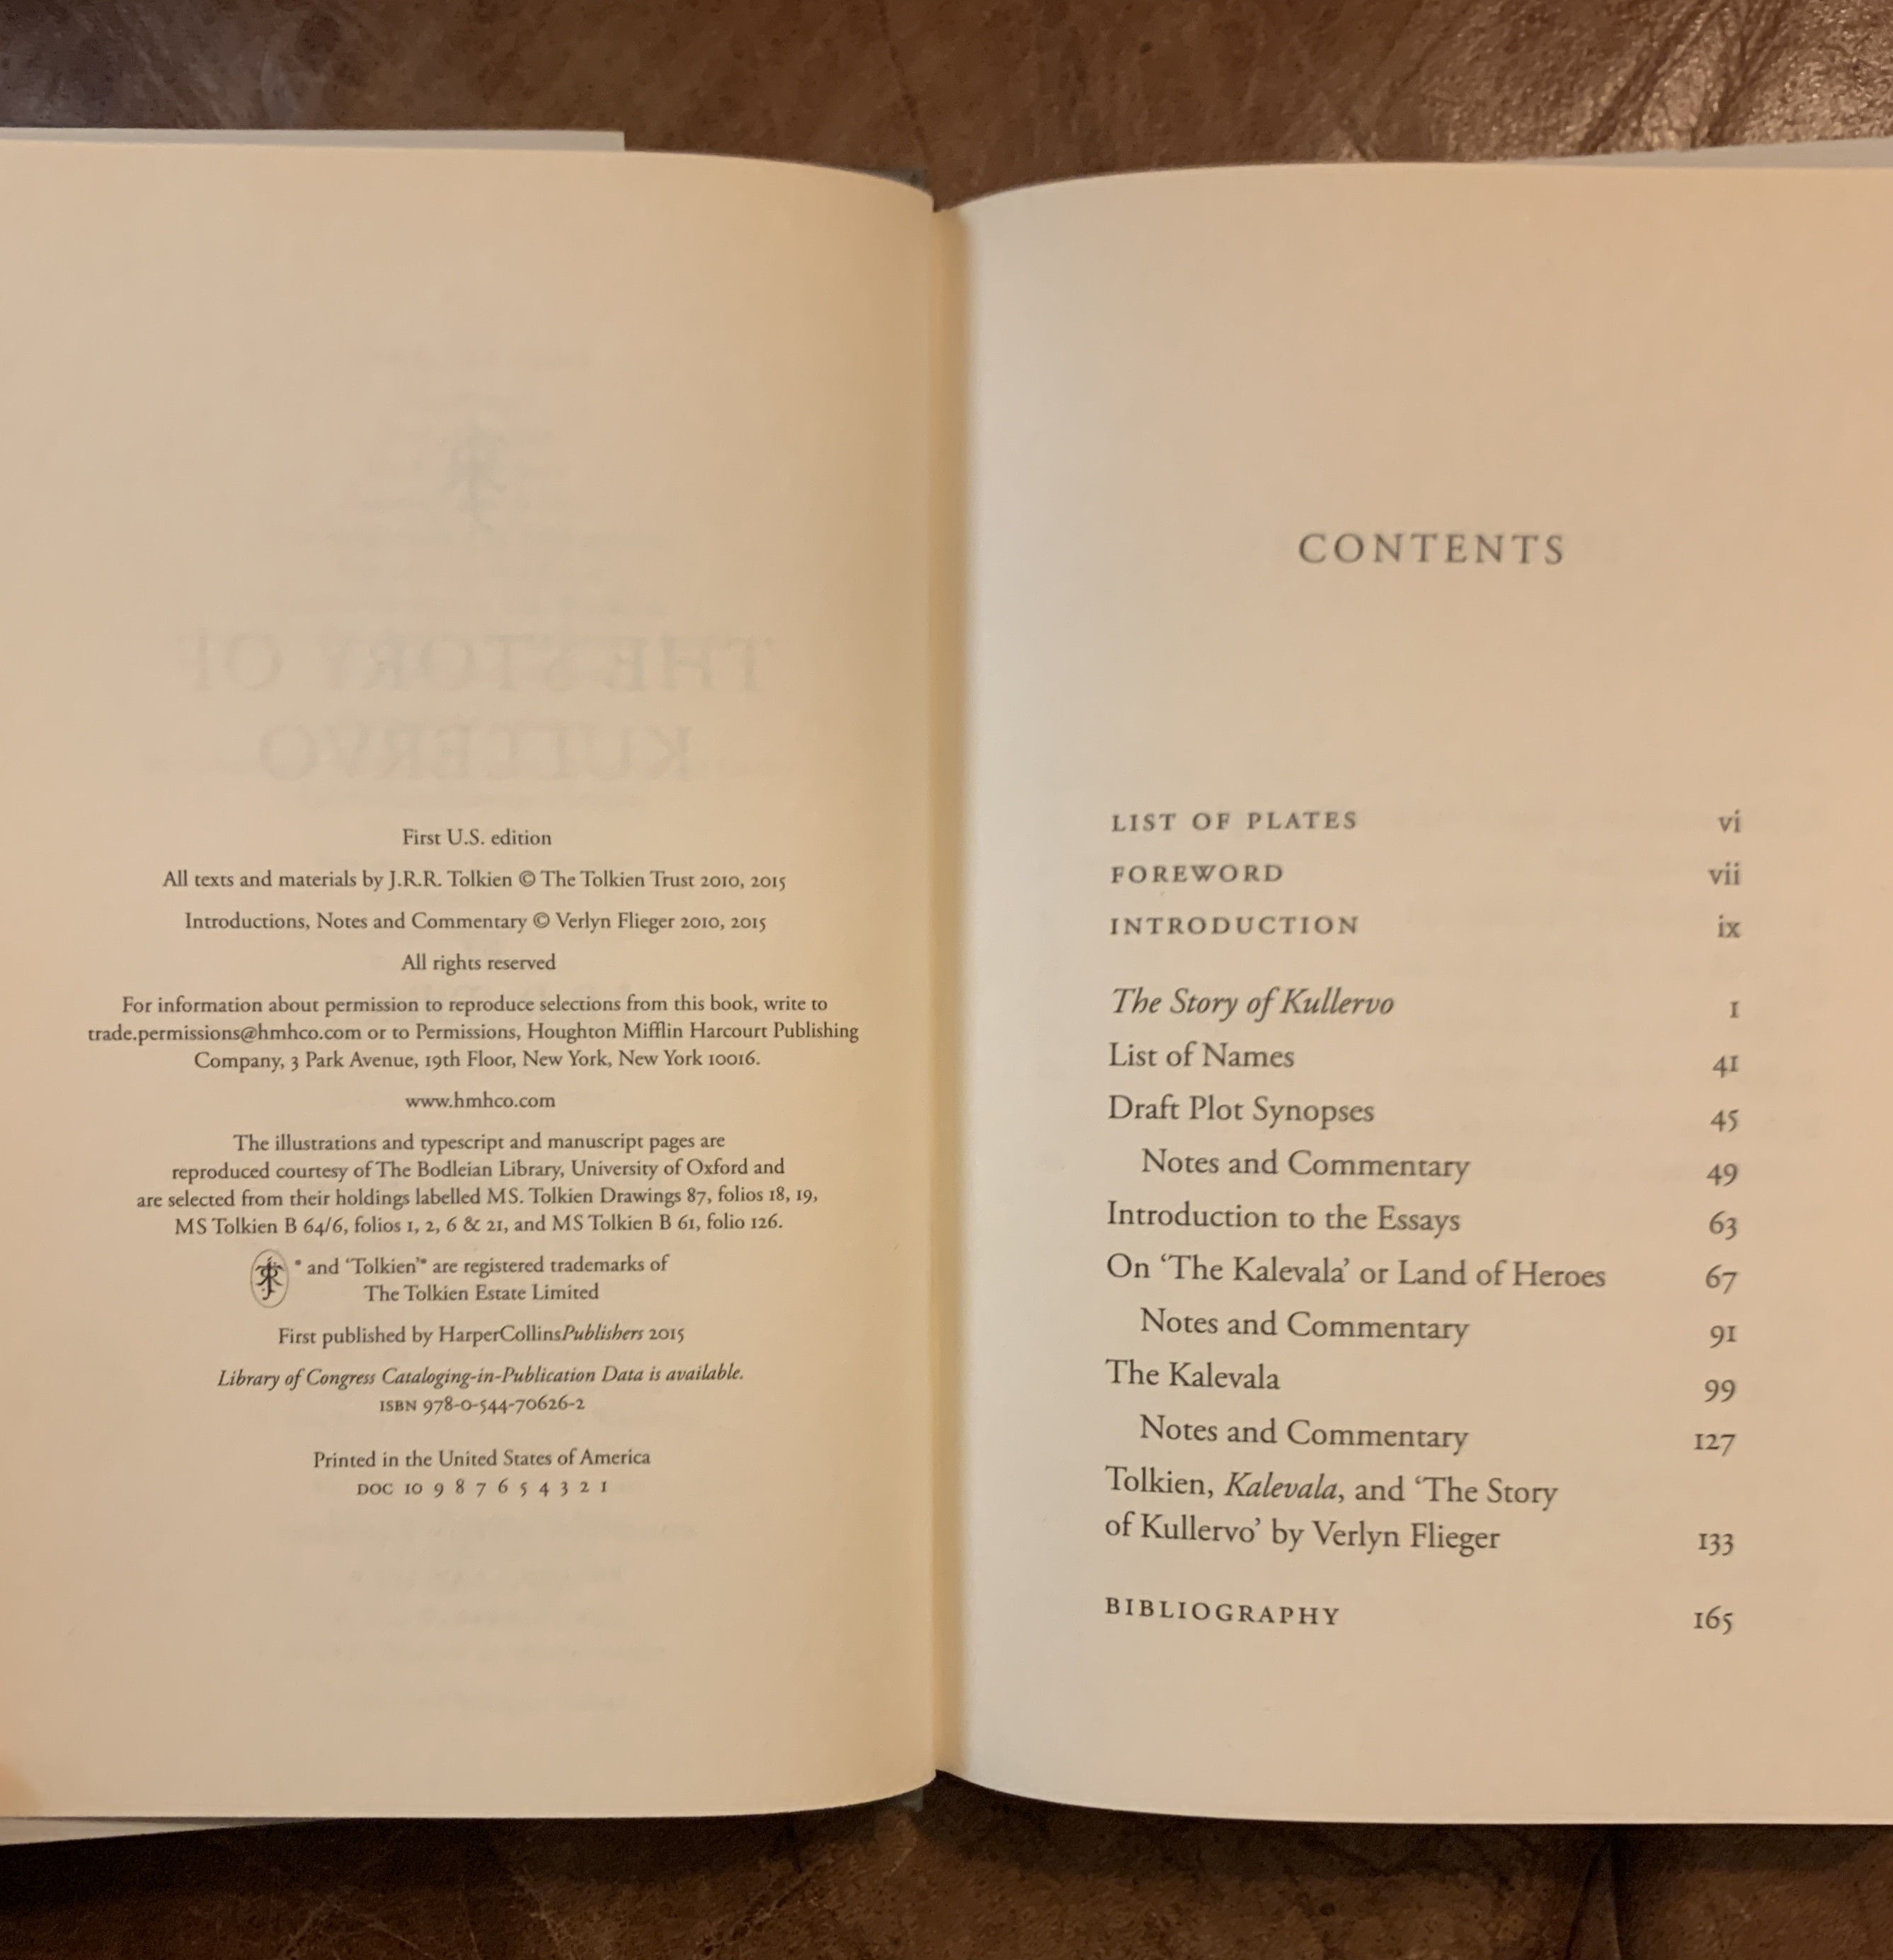 First U.S. edition
All texts and materials by J.R.R. Tolkien © The Tolkien Trust 2010, 2015
Introductions, Notes and Commentary © Verlyn Flieger 2010, 2015
All rights reserved
For information about permission to reproduce selections from this book, write to
trade.permissions@hmhco.com or to Permissions, Houghton Mifflin Harcourt Publishing
Company, 3 Park Avenue, 19th Floor, New York, New York 10016.
www.hmhco.com
The illustrations and typescript and manuscript pages are
reproduced courtesy of The Bodleian Library, University of Oxford and
are selected from their holdings labelled MS. Tolkien Drawings 87, folios 18, 19,
MS Tolkien B 64/6, folios 1, 2, 6 & 21, and MS Tolkien B 61, folio 126.
® and ‘Tolkien’® are registered trademarks of
The Tolkien Estate Limited
First published by HarperCollinsPublishers 2015
Library of Congress Cataloging-in-Publication Data is available.
ISBN 978-0-544-70626-2
Printed in the United States of America
DOC 10 9 8 7 6 5 4 3 2 1
CONTENTS
LIST OF PLATES vi
FOREWORD vii
INTRODUCTION ix
The Story of Kullervo 1
List of Names 41
Draft Plot Synopses 45
Notes and Commentary 49
Introduction to the Essays 63
On ‘The Kalevala’ or Land of Heroes 67
Notes and Commentary 91
The Kalevala 99
Notes and Commentary 127
Tolkien, Kalevala, and ‘The Story
of Kullervo’ by Verlyn Flieger 133
BIBLIOGRAPHY 165